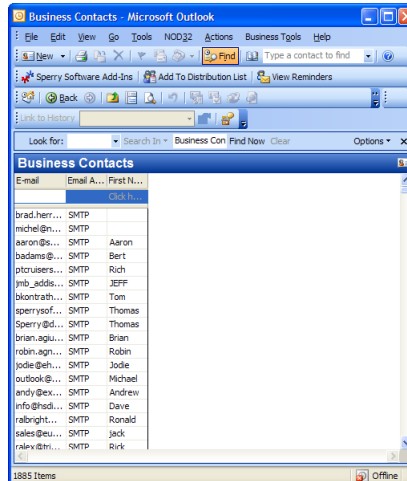 Business Contacts - Microsoft Outlook
File Edit View Go Tools NOD32 Actions Business Tools Help
New Find Type a contact to find
Sperry Software Add-Ins Add To Distribution List View Reminders
Back
Link to History
Look for: Search In Business Con Find Now Clear Options
Business Contacts
E-mail Email A... First N...
Click h...
brad.herr... SMTP
michel@n... SMTP
aaron@s... SMTP Aaron
badams@... SMTP Bert
ptcruisers... SMTP Rich
jmb_addis... SMTP JEFF
bkontrath... SMTP Tom
sperrysof... SMTP Thomas
Sperry@d... SMTP Thomas
brian.agiu... SMTP Brian
robin.agn... SMTP Robin
jodie@eh... SMTP Jodie
outlook@... SMTP Michael
andy@ex... SMTP Andrew
info@hsdi... SMTP Dave
ralbright... SMTP Ronald
sales@eu... SMTP jack
ralex@tri... SMTP Rick
1885 Items Offline